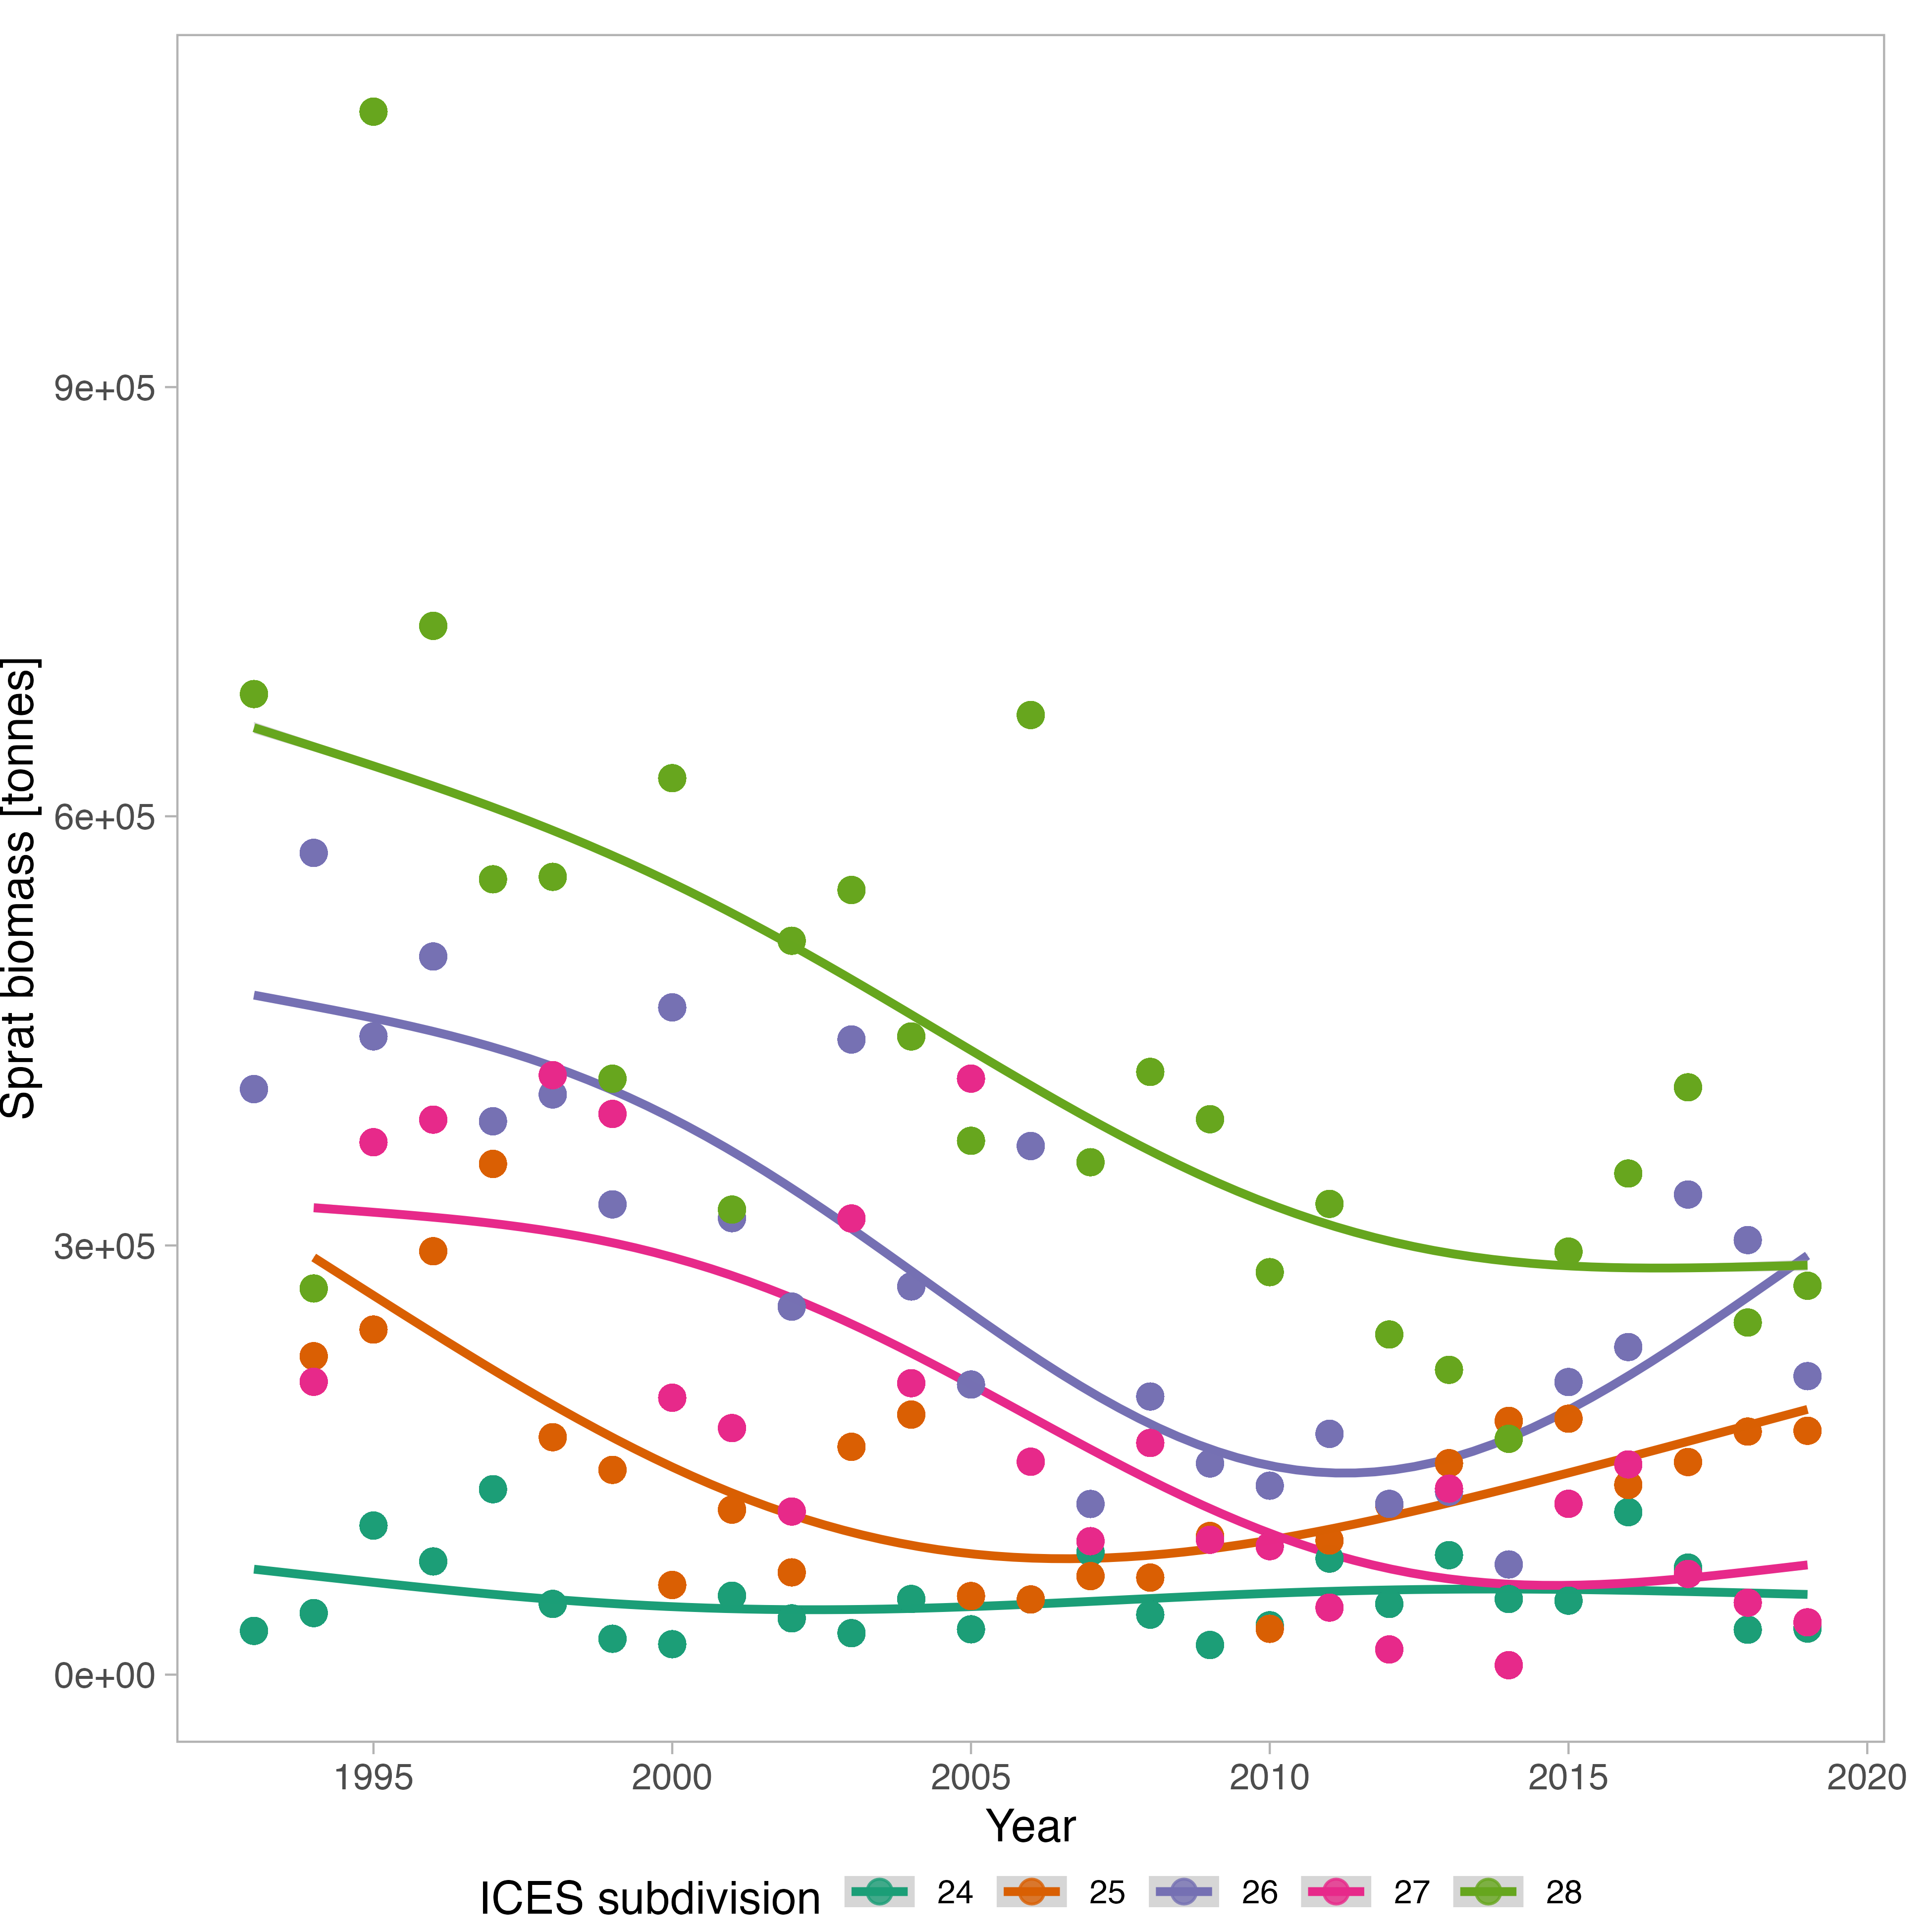 Sprat biomass [tonnes]
9e+05
6e+05
3e+05
0e+00
1995 2000 2005 2010 2015 2020
Year
ICES subdivision 24 25 26 27 28